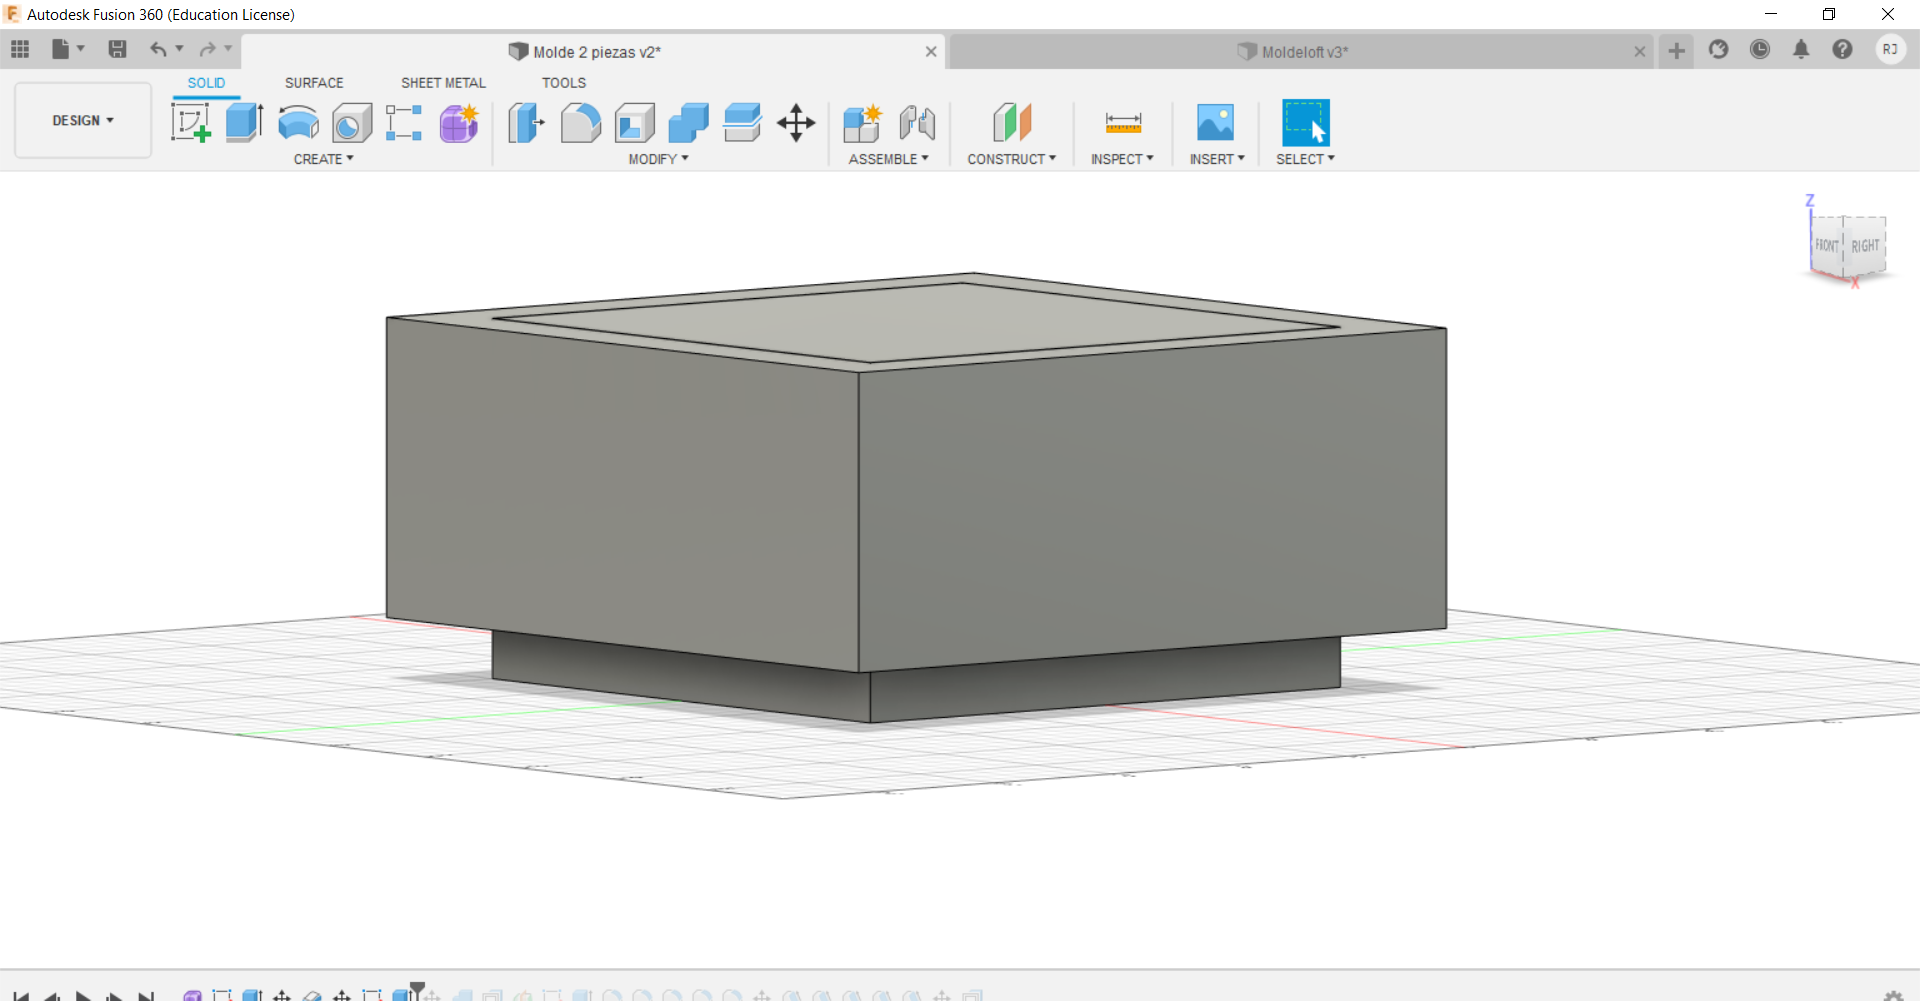 Autodesk Fusion 360 (Education License)
Molde 2 piezas v2*
Moldeloft v3*
RJ
SOLID SURFACE SHEET METAL TOOLS
DESIGN
CREATE MODIFY ASSEMBLE CONSTRUCT INSPECT INSERT SELECT
Z
FRONT RIGHT
X